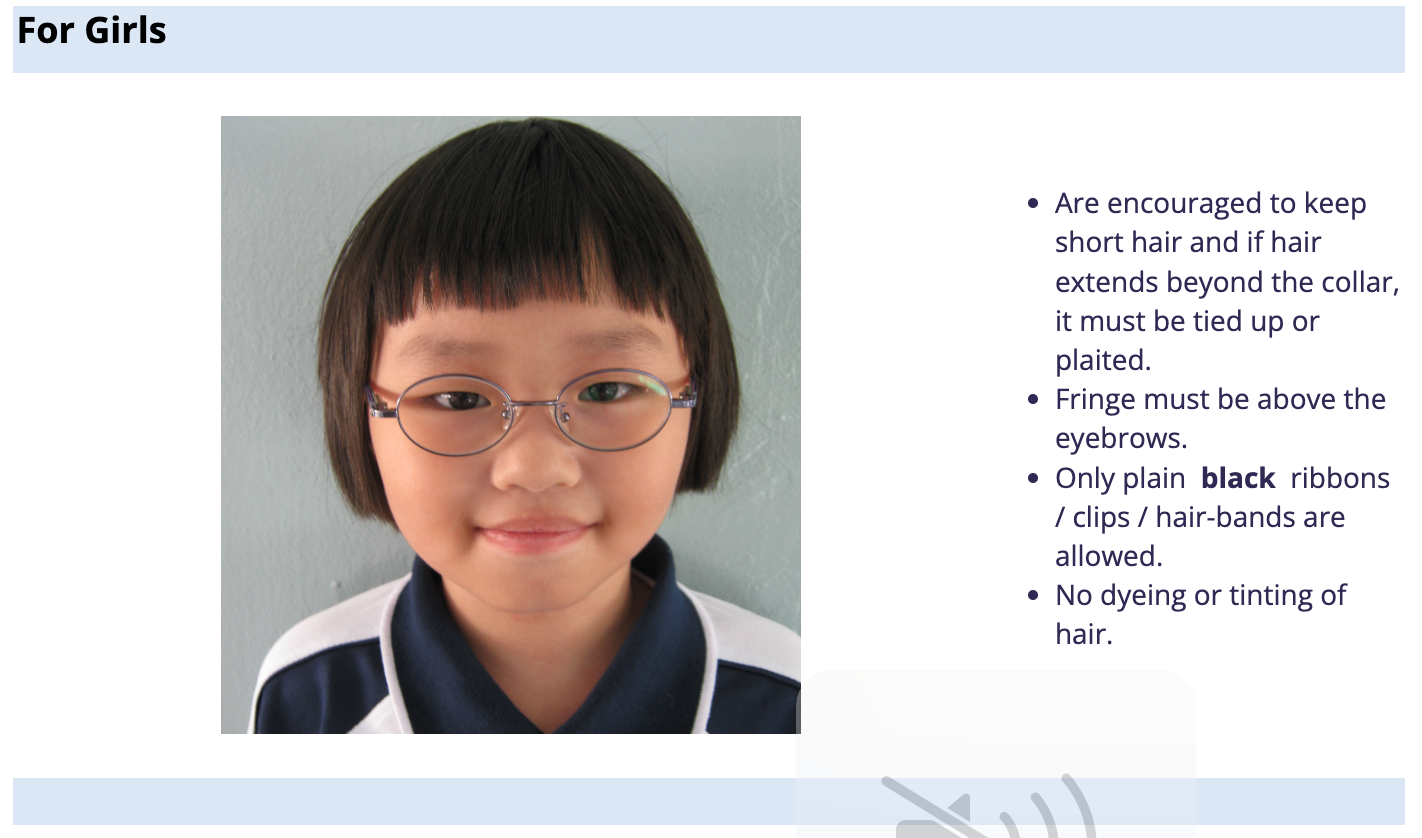 For Girls
Are encouraged to keep
short hair and if hair
extends beyond the collar,
it must be tied up or
plaited.
Fringe must be above the
eyebrows.
Only plain black ribbons
/ clips / hair-bands are
allowed.
No dyeing or tinting of
hair.